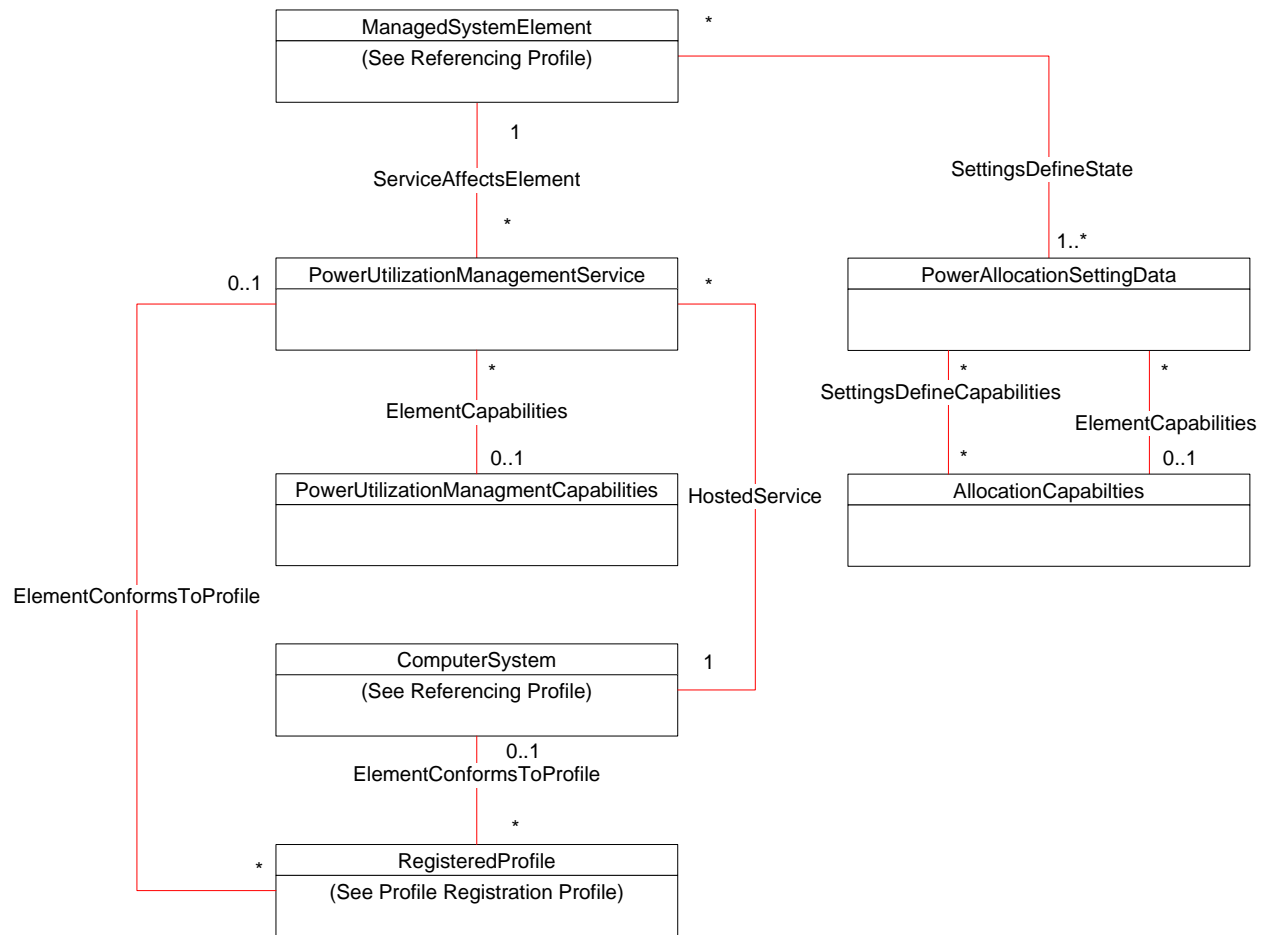 ManagedSystemElement
*
(See Referencing Profile)
1
ServiceAffectsElement
SettingsDefineState
*
1..*
0..1
PowerUtilizationManagementService
*
PowerAllocationSettingData
*
*
*
SettingsDefineCapabilities
ElementCapabilities
ElementCapabilities
0..1
*
0..1
PowerUtilizationManagmentCapabilities
HostedService
AllocationCapabilties
ElementConformsToProfile
ComputerSystem
1
(See Referencing Profile)
0..1
ElementConformsToProfile
*
*
RegisteredProfile
(See Profile Registration Profile)